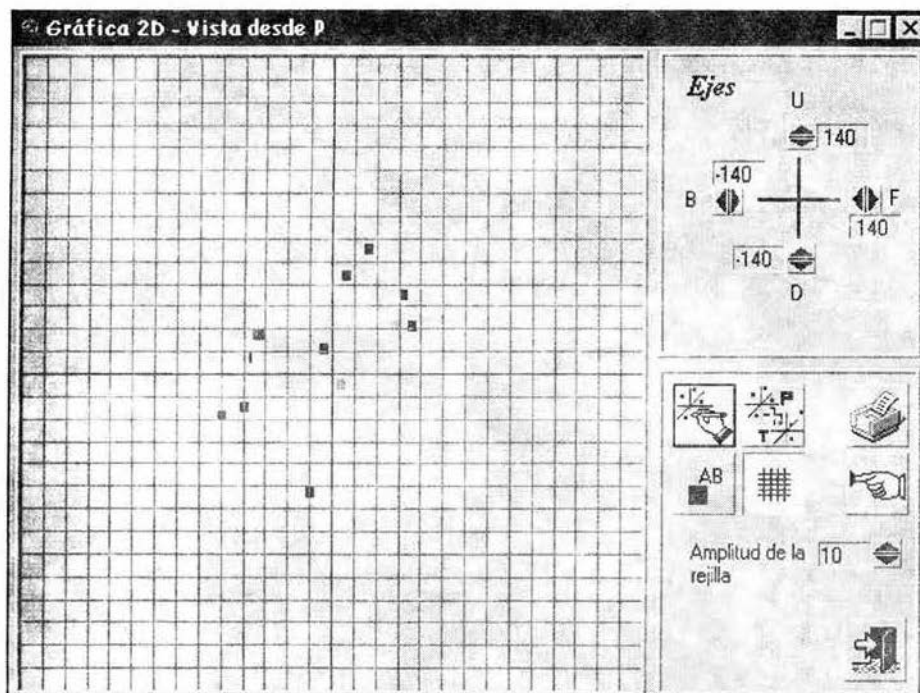 Gráfica 2D - Vista desde P
Ejes
U
140
-140
B
F
140
-140
D
P
T
AB
Amplitud de la
rejilla
10